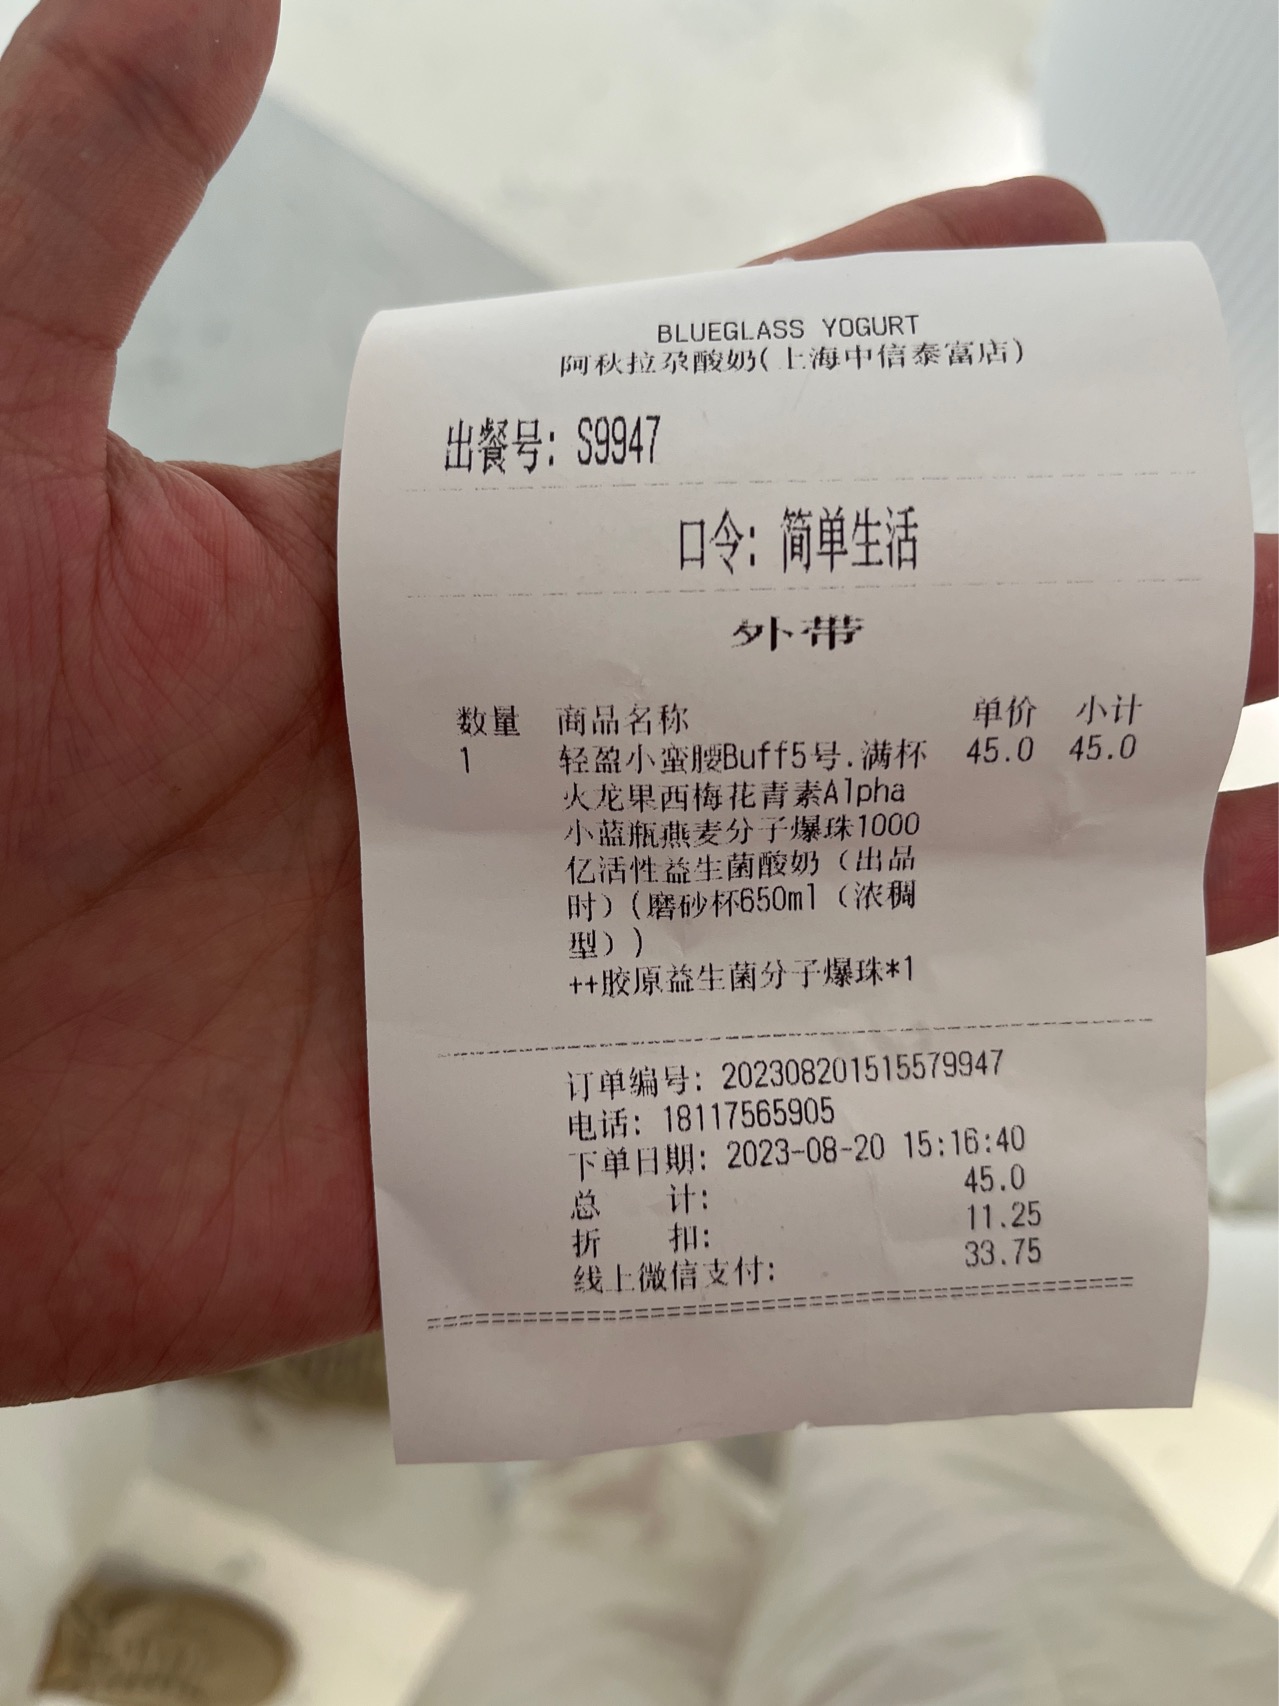 BLUEGLASS YOGURT
阿秋拉尕酸奶(上海中信泰富店)
出餐号: S9947
口令: 简单生活
外带
数量 商品名称 单价 小计
1 轻盈小蛮腰Buff5号.满杯 45.0 45.0
火龙果西梅花青素Alpha
小蓝瓶燕麦分子爆珠1000
亿活性益生菌酸奶（出品
时）(磨砂杯650ml（浓稠
型）)
++胶原益生菌分子爆珠*1
订单编号: 202308201515579947
电话: 18117565905
下单日期: 2023-08-20 15:16:40
总 计: 45.0
折 扣: 11.25
线上微信支付: 33.75